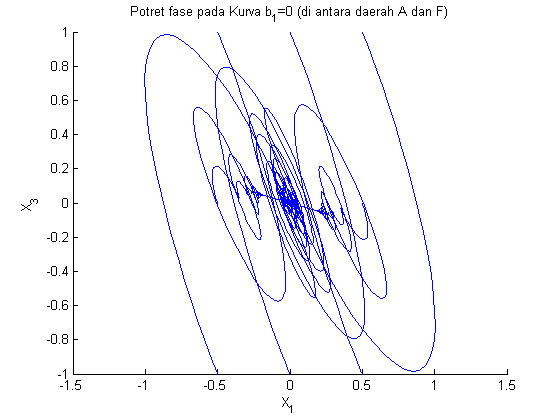 Potret fase pada Kurva b₁=0 (di antara daerah A dan F)
1
0.8
0.6
0.4
0.2
0
-0.2
-0.4
-0.6
-0.8
-1
X₃
-1.5 -1 -0.5 0 0.5 1 1.5
X₁